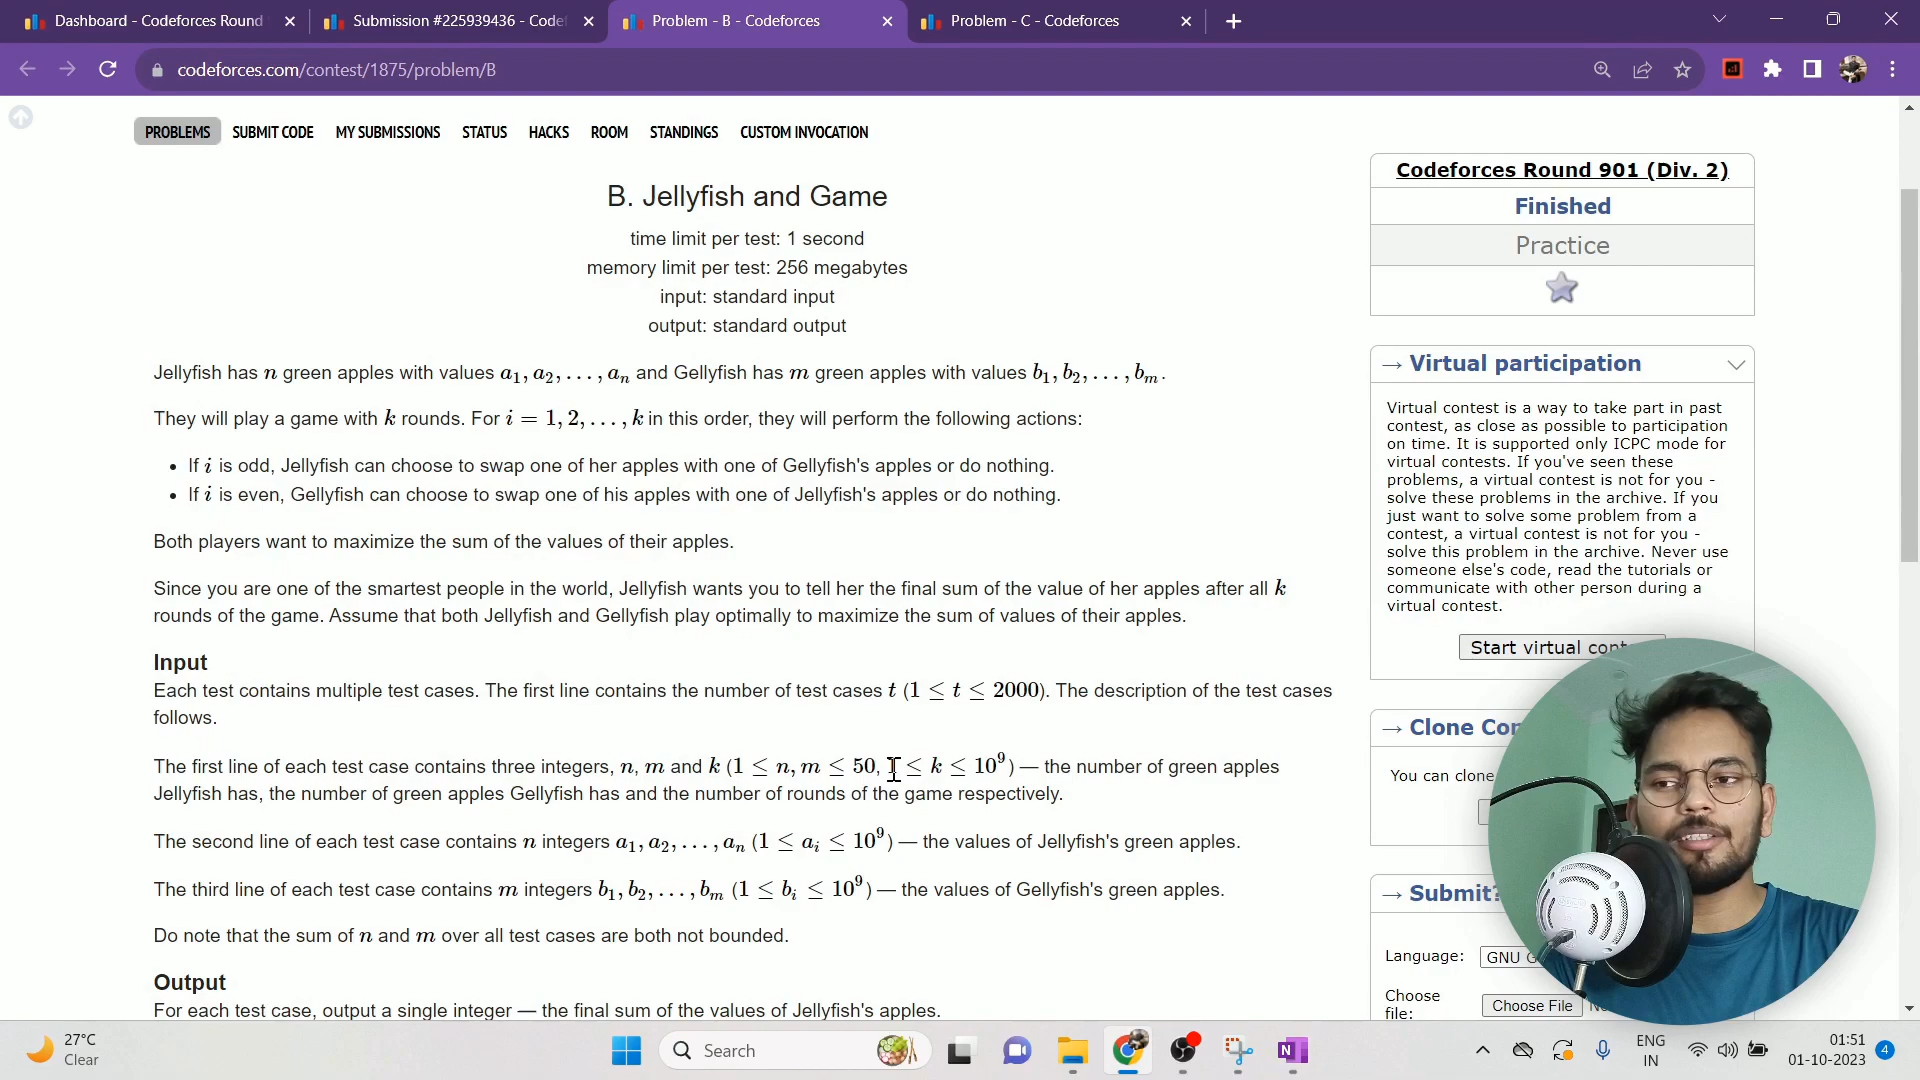 Dashboard - Codeforces Round
Submission #225939436 - Codef
Problem - B - Codeforces
Problem - C - Codeforces
codeforces.com/contest/1875/problem/B
PROBLEMS SUBMIT CODE MY SUBMISSIONS STATUS HACKS ROOM STANDINGS CUSTOM INVOCATION
B. Jellyfish and Game
time limit per test: 1 second
memory limit per test: 256 megabytes
input: standard input
output: standard output
Jellyfish has n green apples with values a₁, a₂, . . . , aₙ and Gellyfish has m green apples with values b₁, b₂, . . . , bₘ.
They will play a game with k rounds. For i = 1, 2, . . . , k in this order, they will perform the following actions:
• If i is odd, Jellyfish can choose to swap one of her apples with one of Gellyfish's apples or do nothing.
• If i is even, Gellyfish can choose to swap one of his apples with one of Jellyfish's apples or do nothing.
Both players want to maximize the sum of the values of their apples.
Since you are one of the smartest people in the world, Jellyfish wants you to tell her the final sum of the value of her apples after all k
rounds of the game. Assume that both Jellyfish and Gellyfish play optimally to maximize the sum of values of their apples.
Input
Each test contains multiple test cases. The first line contains the number of test cases t (1 ≤ t ≤ 2000). The description of the test cases
follows.
The first line of each test case contains three integers, n, m and k (1 ≤ n, m ≤ 50, ≤ k ≤ 10⁹) — the number of green apples
Jellyfish has, the number of green apples Gellyfish has and the number of rounds of the game respectively.
The second line of each test case contains n integers a₁, a₂, . . . , aₙ (1 ≤ aᵢ ≤ 10⁹) — the values of Jellyfish's green apples.
The third line of each test case contains m integers b₁, b₂, . . . , bₘ (1 ≤ bᵢ ≤ 10⁹) — the values of Gellyfish's green apples.
Do note that the sum of n and m over all test cases are both not bounded.
Output
For each test case, output a single integer — the final sum of the values of Jellyfish's apples.
Codeforces Round 901 (Div. 2)
Finished
Practice
→ Virtual participation
Virtual contest is a way to take part in past
contest, as close as possible to participation
on time. It is supported only ICPC mode for
virtual contests. If you've seen these
problems, a virtual contest is not for you -
solve these problems in the archive. If you
just want to solve some problem from a
contest, a virtual contest is not for you -
solve this problem in the archive. Never use
someone else's code, read the tutorials or
communicate with other person during a
virtual contest.
Start virtual cont
→ Clone Co
You can clone
→ Submit?
Language: GNU G
Choose
file:
Choose File
27°C
Clear
Search
ENG
IN
01:51
01-10-2023
4